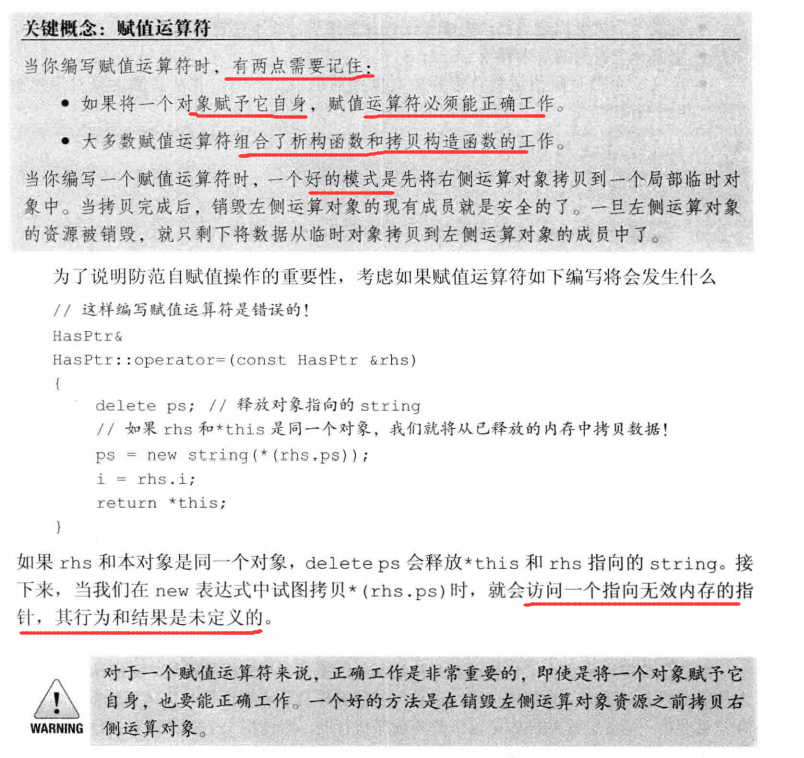 关键概念：赋值运算符
当你编写赋值运算符时，有两点需要记住：
● 如果将一个对象赋予它自身，赋值运算符必须能正确工作。
● 大多数赋值运算符组合了析构函数和拷贝构造函数的工作。
当你编写一个赋值运算符时，一个好的模式是先将右侧运算对象拷贝到一个局部临时对
象中。当拷贝完成后，销毁左侧运算对象的现有成员就是安全的了。一旦左侧运算对象
的资源被销毁，就只剩下将数据从临时对象拷贝到左侧运算对象的成员中了。
为了说明防范自赋值操作的重要性，考虑如果赋值运算符如下编写将会发生什么
// 这样编写赋值运算符是错误的！
HasPtr&
HasPtr::operator=(const HasPtr &rhs)
{
delete ps; // 释放对象指向的 string
// 如果 rhs 和*this 是同一个对象，我们就将从已释放的内存中拷贝数据！
ps = new string(*(rhs.ps));
i = rhs.i;
return *this;
}
如果 rhs 和本对象是同一个对象，delete ps 会释放*this 和 rhs 指向的 string。接
下来，当我们在 new 表达式中试图拷贝*(rhs.ps)时，就会访问一个指向无效内存的指
针，其行为和结果是未定义的。
对于一个赋值运算符来说，正确工作是非常重要的，即使是将一个对象赋予它
自身，也要能正确工作。一个好的方法是在销毁左侧运算对象资源之前拷贝右
侧运算对象。
WARNING